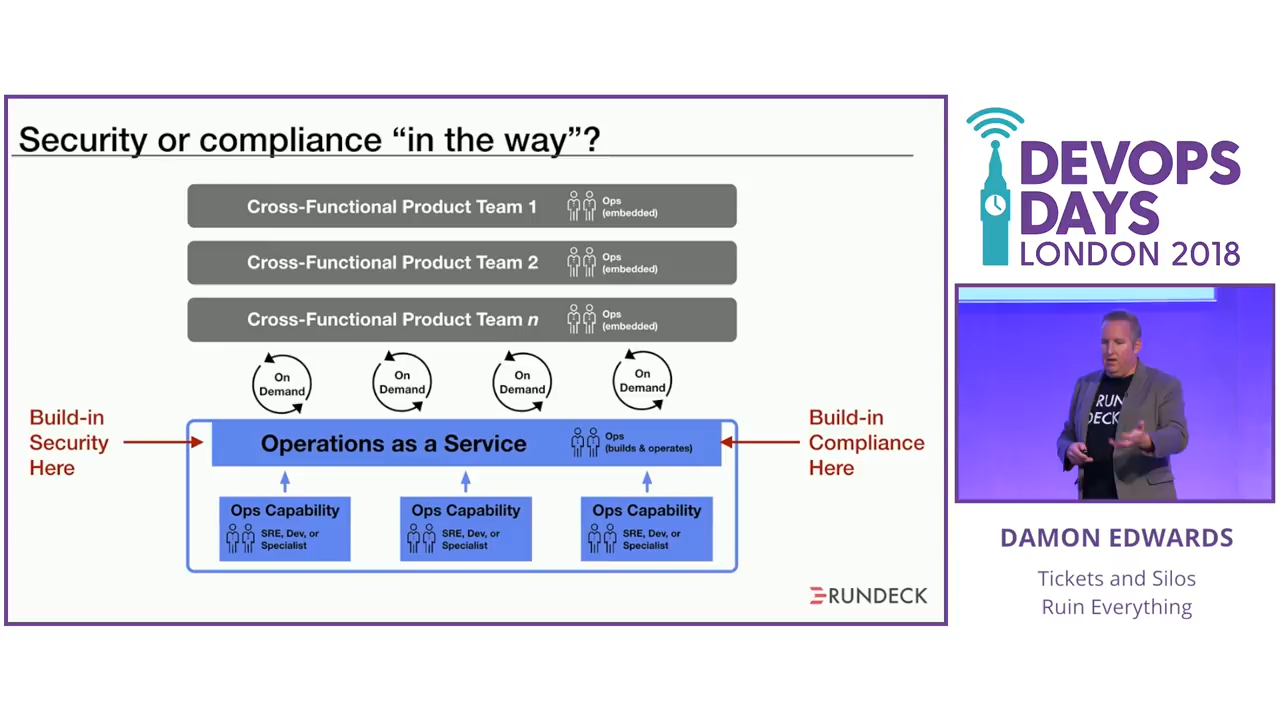 Security or compliance “in the way”?
Cross-Functional Product Team 1
Ops
(embedded)
Cross-Functional Product Team 2
Ops
(embedded)
Cross-Functional Product Team n
Ops
(embedded)
On
Demand
On
Demand
On
Demand
On
Demand
Build-in
Security
Here
Operations as a Service
Ops
(builds & operates)
Build-in
Compliance
Here
Ops Capability
SRE, Dev, or
Specialist
Ops Capability
SRE, Dev, or
Specialist
Ops Capability
SRE, Dev, or
Specialist
RUNDECK
DEVOPS
DAYS
LONDON 2018
RUN
DECK
DAMON EDWARDS
Tickets and Silos
Ruin Everything